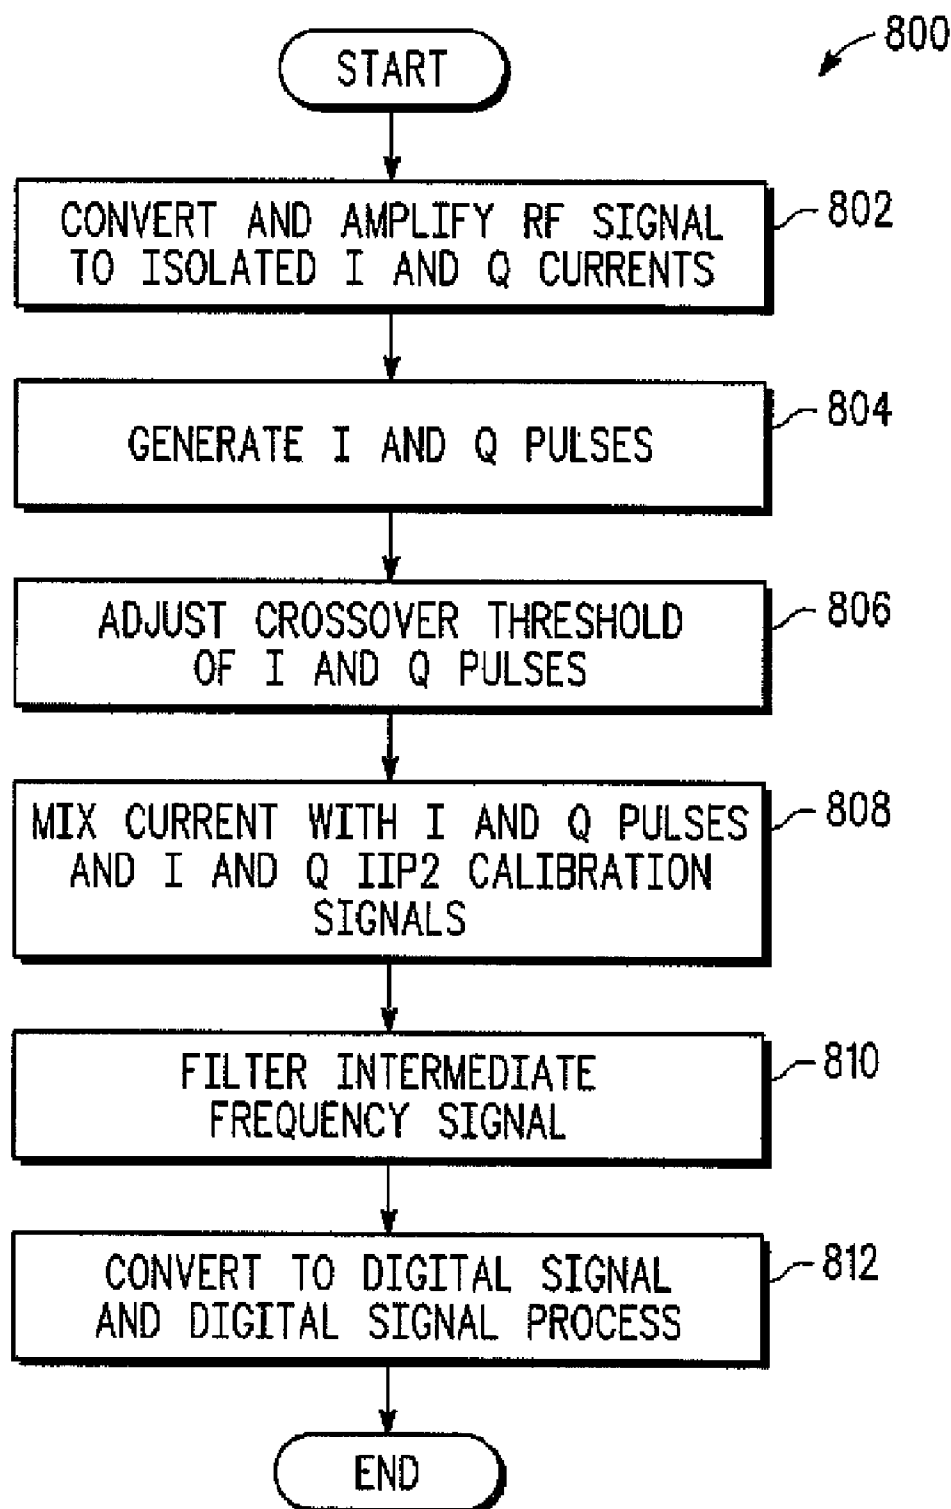 800
START
CONVERT AND AMPLIFY RF SIGNAL
TO ISOLATED I AND Q CURRENTS
802
GENERATE I AND Q PULSES
804
ADJUST CROSSOVER THRESHOLD
OF I AND Q PULSES
806
MIX CURRENT WITH I AND Q PULSES
AND I AND Q IIP2 CALIBRATION
SIGNALS
808
FILTER INTERMEDIATE
FREQUENCY SIGNAL
810
CONVERT TO DIGITAL SIGNAL
AND DIGITAL SIGNAL PROCESS
812
END